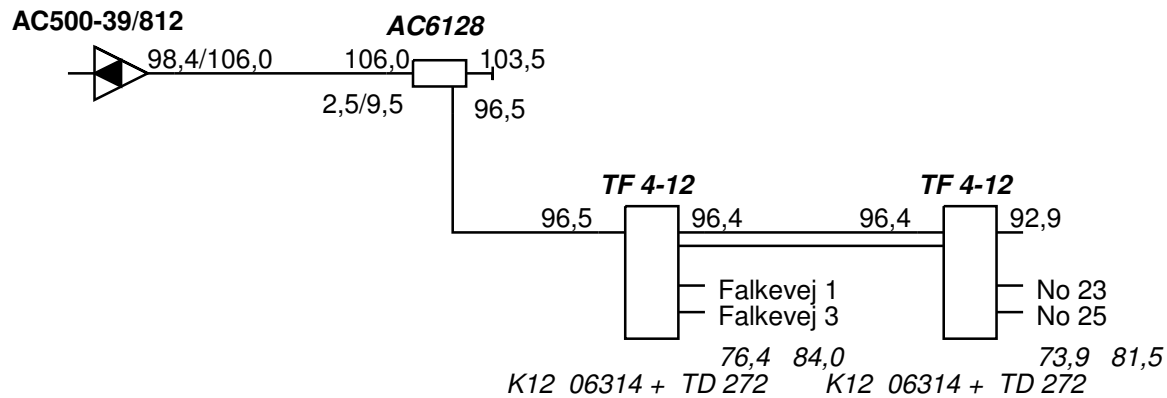 AC500-39/812 AC6128
98,4/106,0 106,0 103,5
2,5/9,5 96,5
TF 4-12 TF 4-12
96,5 96,4 96,4 92,9
Falkevej 1 No 23
Falkevej 3 No 25
76,4 84,0 73,9 81,5
K12 06314 + TD 272 K12 06314 + TD 272